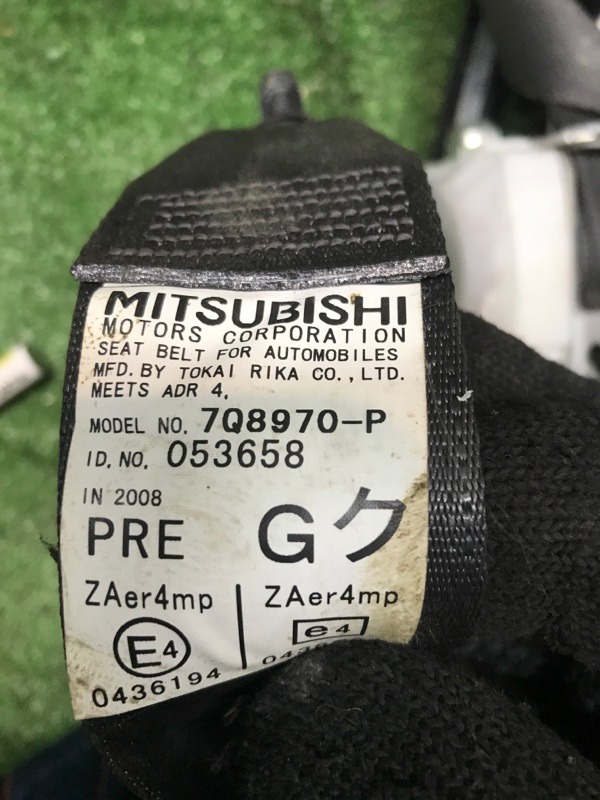 MITSUBISHI
MOTORS CORPORATION
SEAT BELT FOR AUTOMOBILES
MFD. BY TOKAI RIKA CO., LTD.
MEETS ADR 4,
MODEL NO. 7Q8970-P
ID. NO. 053658
IN 2008
PRE Gク
ZAer4mp ZAer4mp
E4 e4
0436194